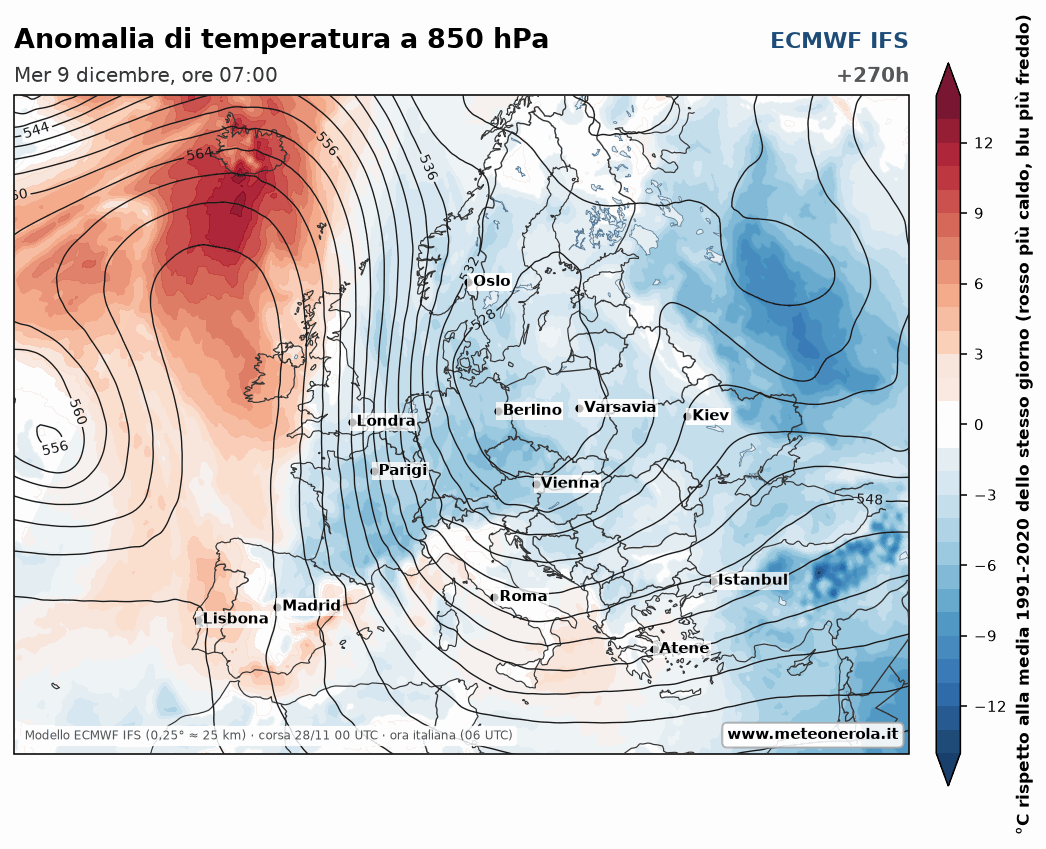 Anomalia di temperatura a 850 hPa
ECMWF IFS
Mer 9 dicembre, ore 07:00
+270h
544
564
556
536
560
556
532
528
548
Oslo
Londra
Berlino
Varsavia
Kiev
Parigi
Vienna
Roma
Istanbul
Lisbona
Madrid
Atene
12
9
6
3
0
−3
−6
−9
−12
°C rispetto alla media 1991-2020 dello stesso giorno (rosso più caldo, blu più freddo)
Modello ECMWF IFS (0,25° ≈ 25 km) · corsa 28/11 00 UTC · ora italiana (06 UTC)
www.meteonerola.it